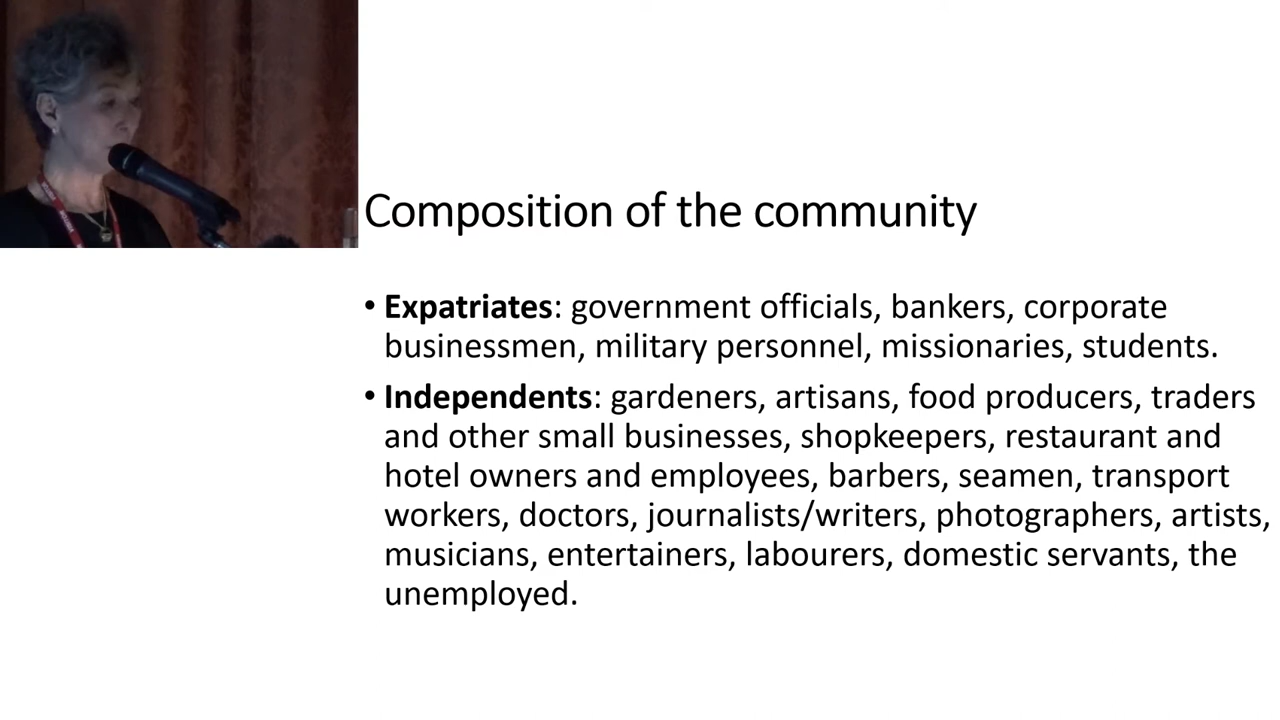 Composition of the community
• Expatriates: government officials, bankers, corporate
businessmen, military personnel, missionaries, students.
• Independents: gardeners, artisans, food producers, traders
and other small businesses, shopkeepers, restaurant and
hotel owners and employees, barbers, seamen, transport
workers, doctors, journalists/writers, photographers, artists,
musicians, entertainers, labourers, domestic servants, the
unemployed.